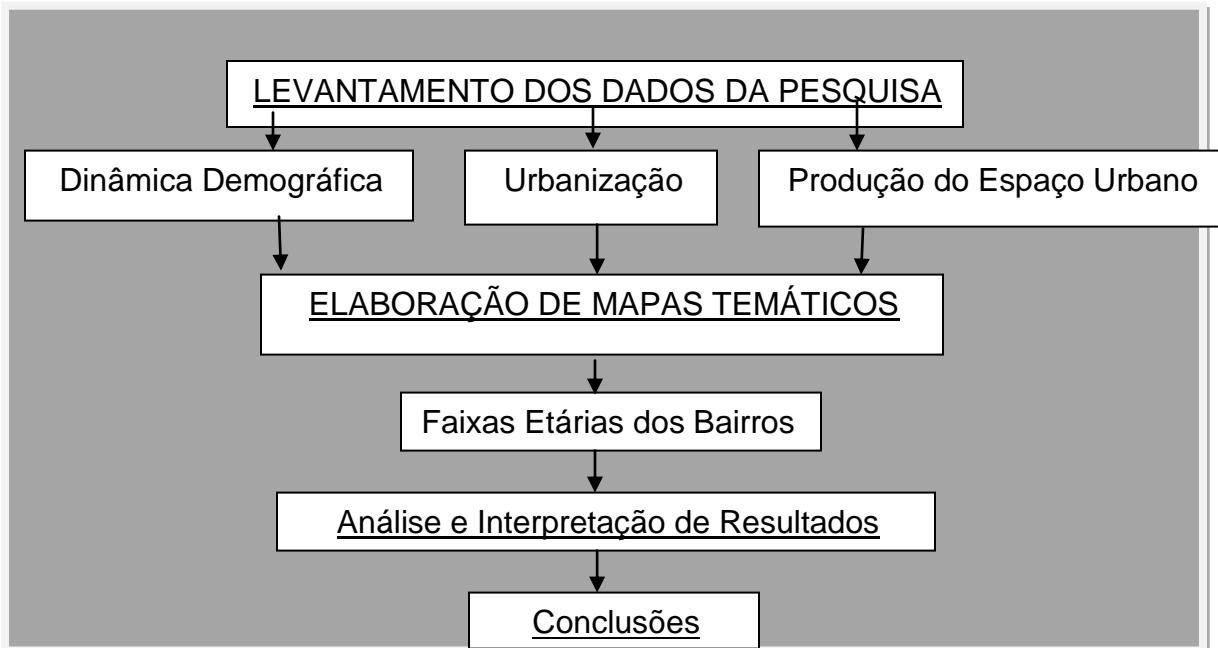 LEVANTAMENTO DOS DADOS DA PESQUISA
Dinâmica Demográfica
Urbanização
Produção do Espaço Urbano
ELABORAÇÃO DE MAPAS TEMÁTICOS
Faixas Etárias dos Bairros
Análise e Interpretação de Resultados
Conclusões